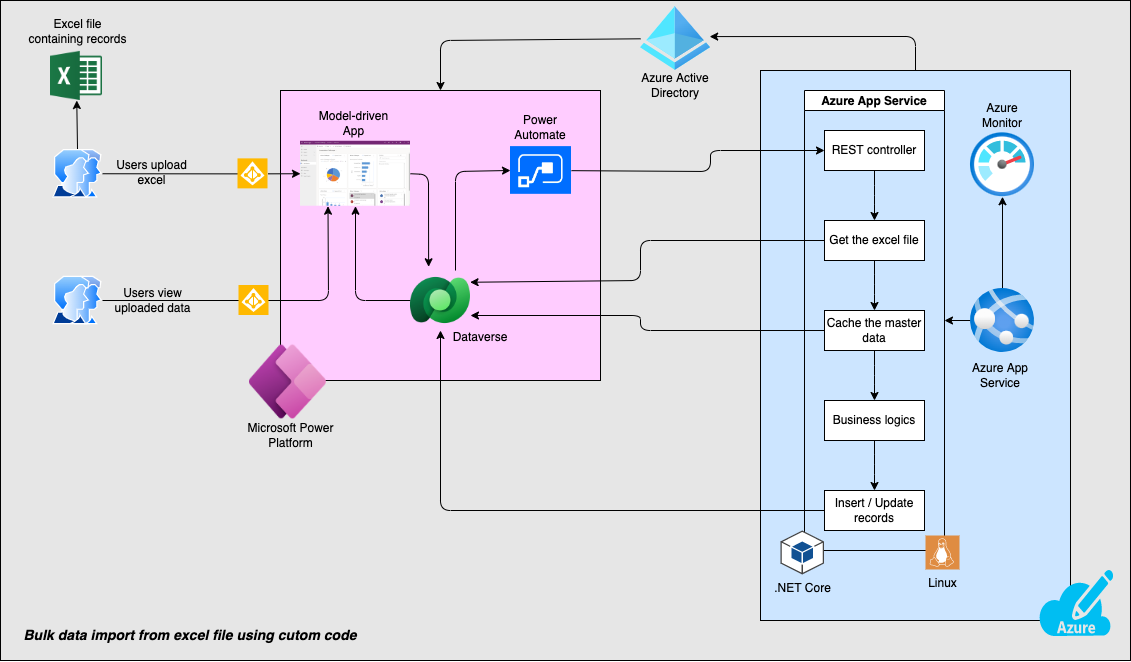 Excel file
containing records
X
Azure Active
Directory
Azure App Service
Azure
Monitor
Model-driven
App
Power
Automate
REST controller
Users upload
excel
Get the excel file
Users view
uploaded data
Dataverse
Cache the master
data
Azure App
Service
Microsoft Power
Platform
Business logics
Insert / Update
records
.NET Core
Linux
Bulk data import from excel file using cutom code
Azure